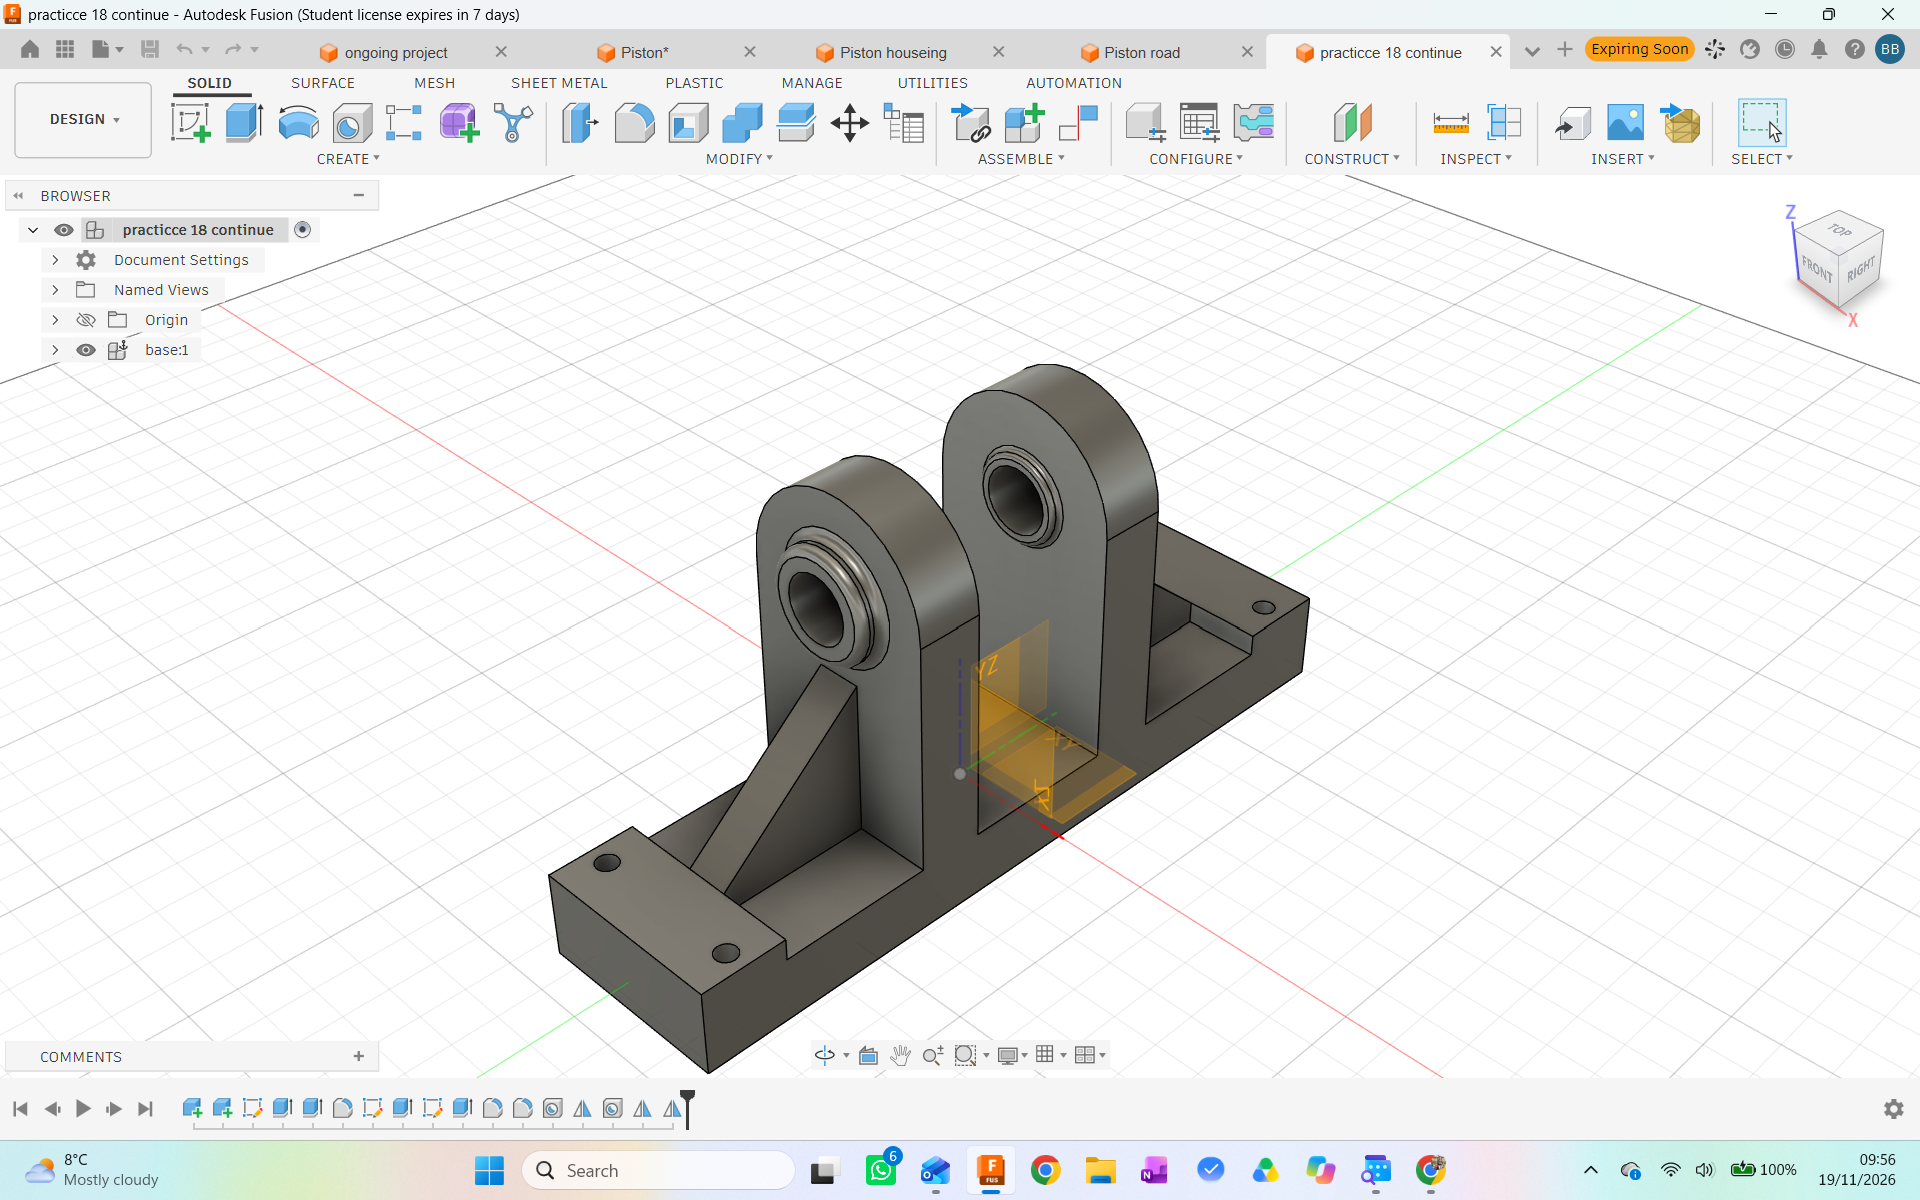 practicce 18 continue - Autodesk Fusion (Student license expires in 7 days)
ongoing project
Piston*
Piston houseing
Piston road
practicce 18 continue
Expiring Soon
BB
SOLID
SURFACE
MESH
SHEET METAL
PLASTIC
MANAGE
UTILITIES
AUTOMATION
DESIGN
CREATE
MODIFY
ASSEMBLE
CONFIGURE
CONSTRUCT
INSPECT
INSERT
SELECT
BROWSER
practicce 18 continue
Document Settings
Named Views
Origin
base:1
Z
TOP
FRONT
RIGHT
X
YZ
XY
COMMENTS
8°C
Mostly cloudy
Search
6
FUS
100%
09:56
19/11/2026